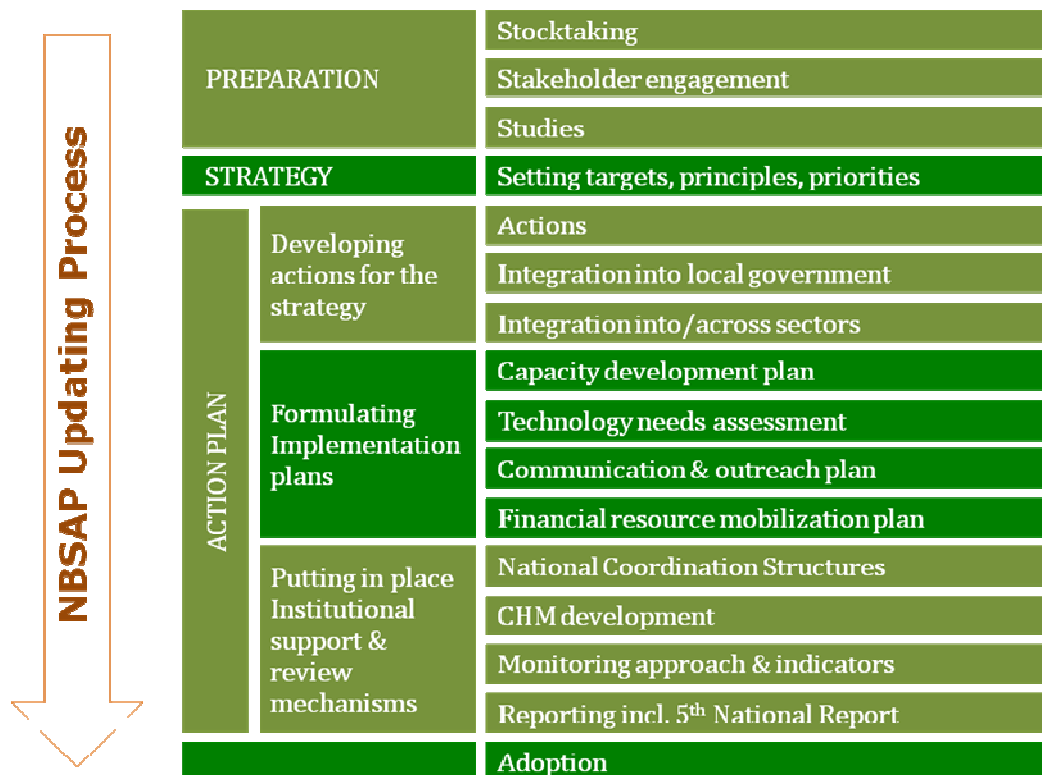 NBSAP Updating Process
PREPARATION
Stocktaking
Stakeholder engagement
Studies
STRATEGY
Setting targets, principles, priorities
ACTION PLAN
Developing
actions for the
strategy
Actions
Integration into local government
Integration into/across sectors
Formulating
Implementation
plans
Capacity development plan
Technology needs assessment
Communication & outreach plan
Financial resource mobilization plan
Putting in place
Institutional
support &
review
mechanisms
National Coordination Structures
CHM development
Monitoring approach & indicators
Reporting incl. 5th National Report
Adoption